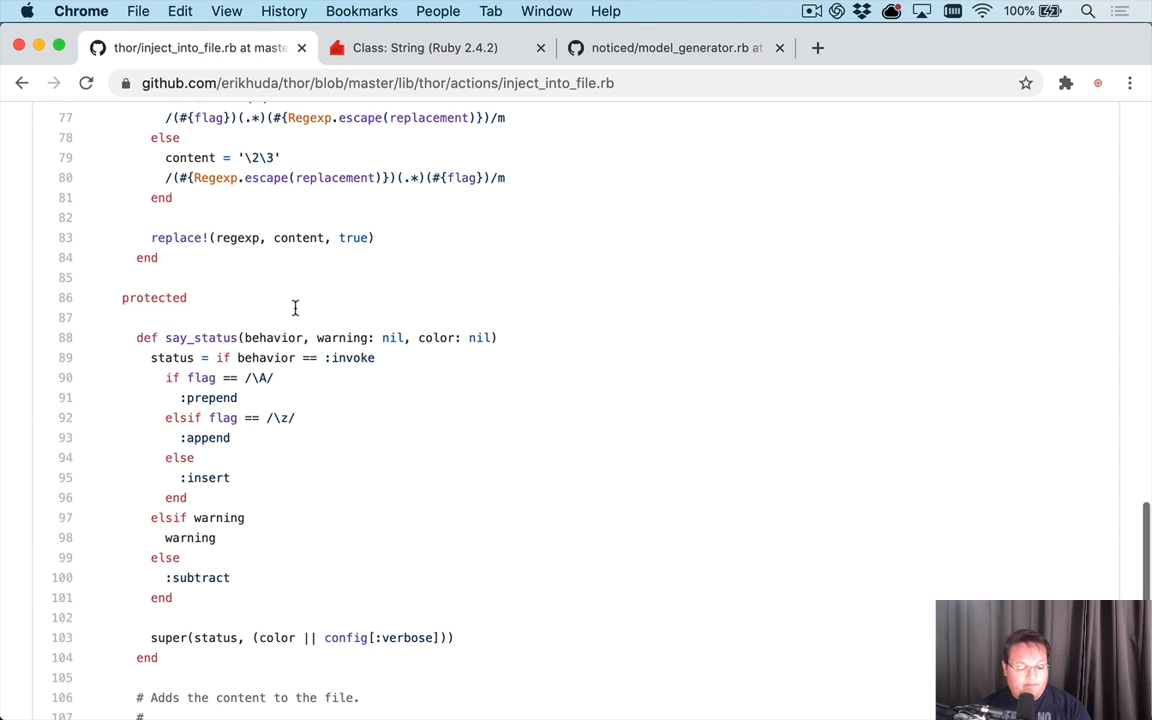 Chrome File Edit View History Bookmarks People Tab Window Help 100%
thor/inject_into_file.rb at maste Class: String (Ruby 2.4.2) noticed/model_generator.rb at
github.com/erikhuda/thor/blob/master/lib/thor/actions/inject_into_file.rb
77 /(#{flag})(.*)(#{Regexp.escape(replacement)})/m
78 else
79 content = '\2\3'
80 /(#{Regexp.escape(replacement)})(.*)(#{flag})/m
81 end
82
83 replace!(regexp, content, true)
84 end
85
86 protected
87
88 def say_status(behavior, warning: nil, color: nil)
89 status = if behavior == :invoke
90 if flag == /\A/
91 :prepend
92 elsif flag == /\z/
93 :append
94 else
95 :insert
96 end
97 elsif warning
98 warning
99 else
100 :subtract
101 end
102
103 super(status, (color || config[:verbose]))
104 end
105
106 # Adds the content to the file.
107 #